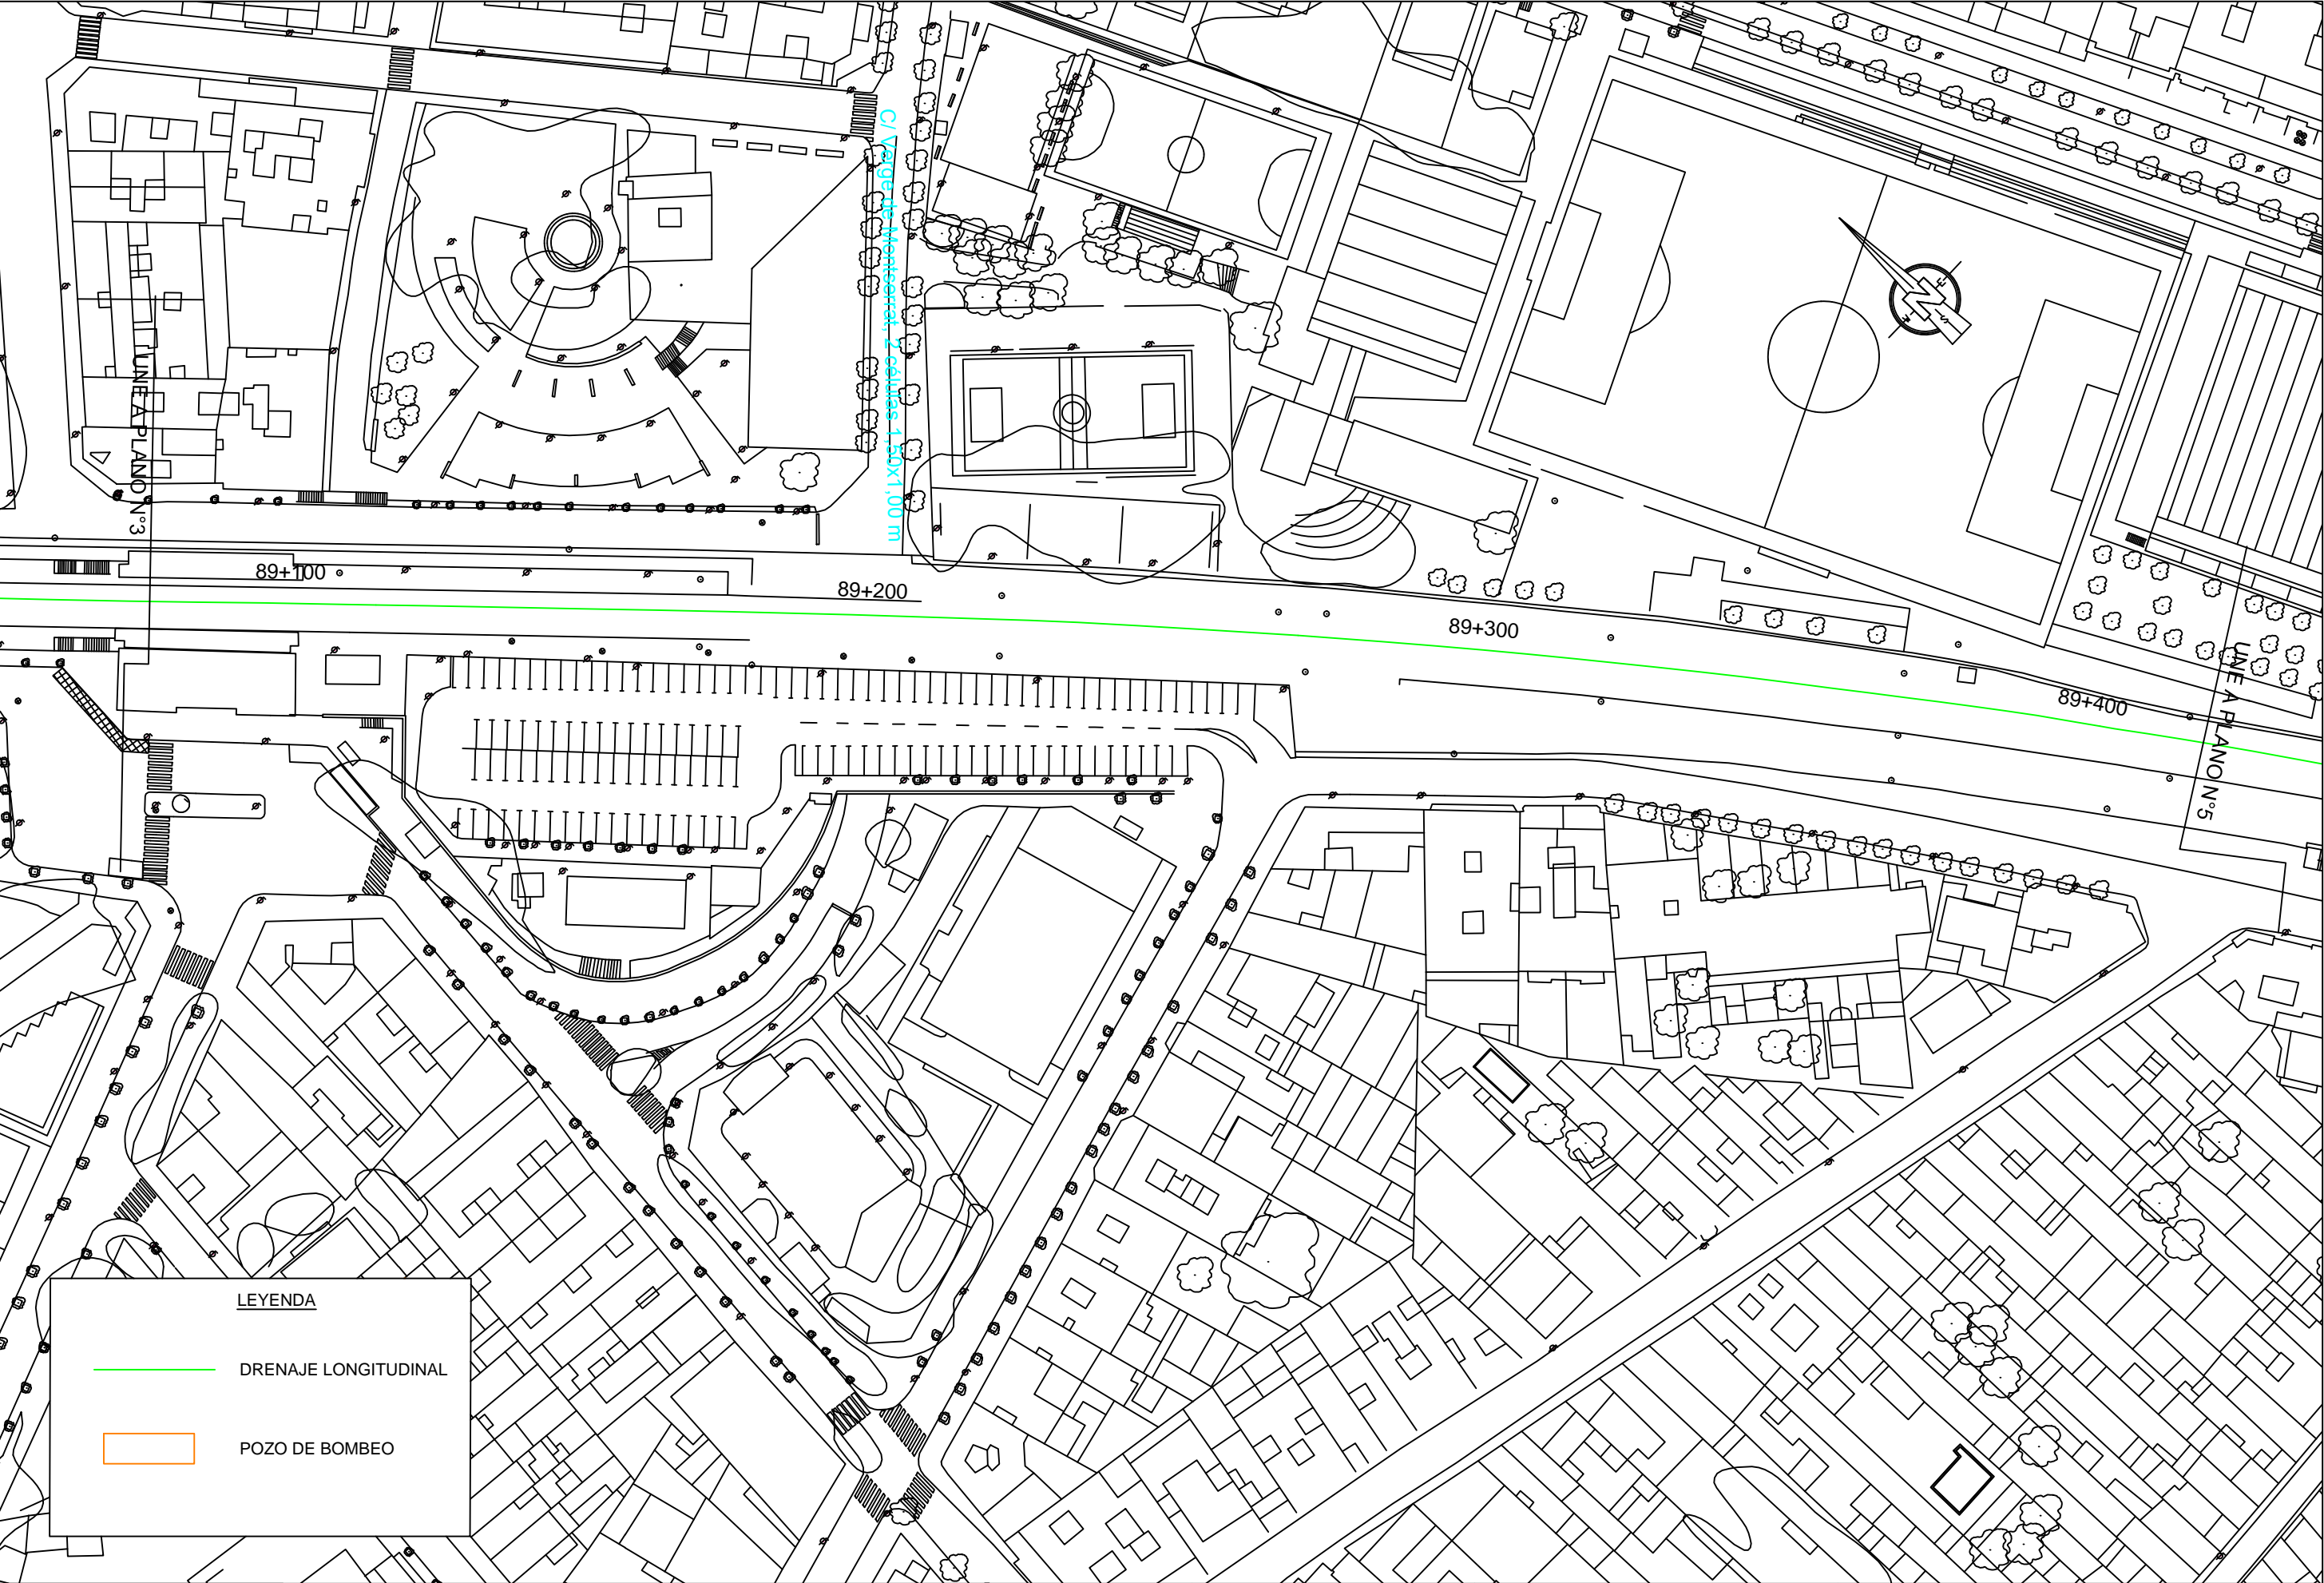 C/ Verge de Montserrat, 2 células 1,50x1,00 m
UNE A PLANO Nº3
89+100
89+200
89+300
89+400
UNE A PLANO Nº5
N
LEYENDA
DRENAJE LONGITUDINAL
POZO DE BOMBEO